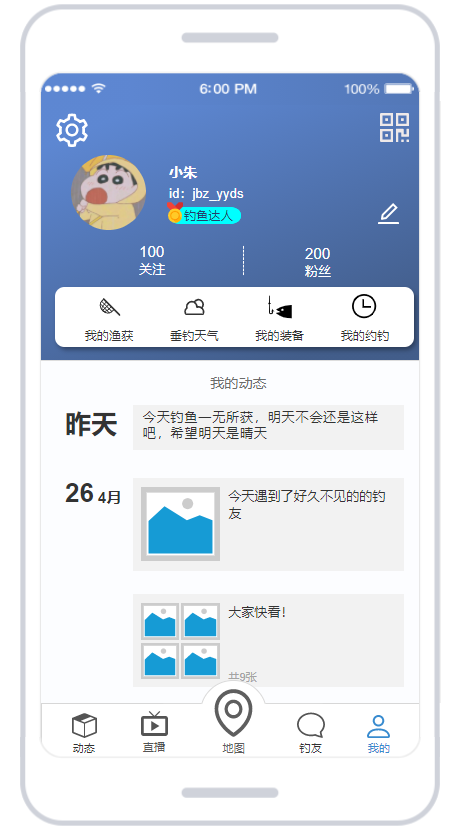 6:00 PM 100%
小朱
id：jbz_yyds
钓鱼达人
100 200
关注 粉丝
我的渔获 垂钓天气 我的装备 我的约钓
我的动态
昨天
今天钓鱼一无所获，明天不会还是这样
吧，希望明天是晴天
26 4月
今天遇到了好久不见的的钓
友
大家快看！
共9张
动态 直播 地图 钓友 我的